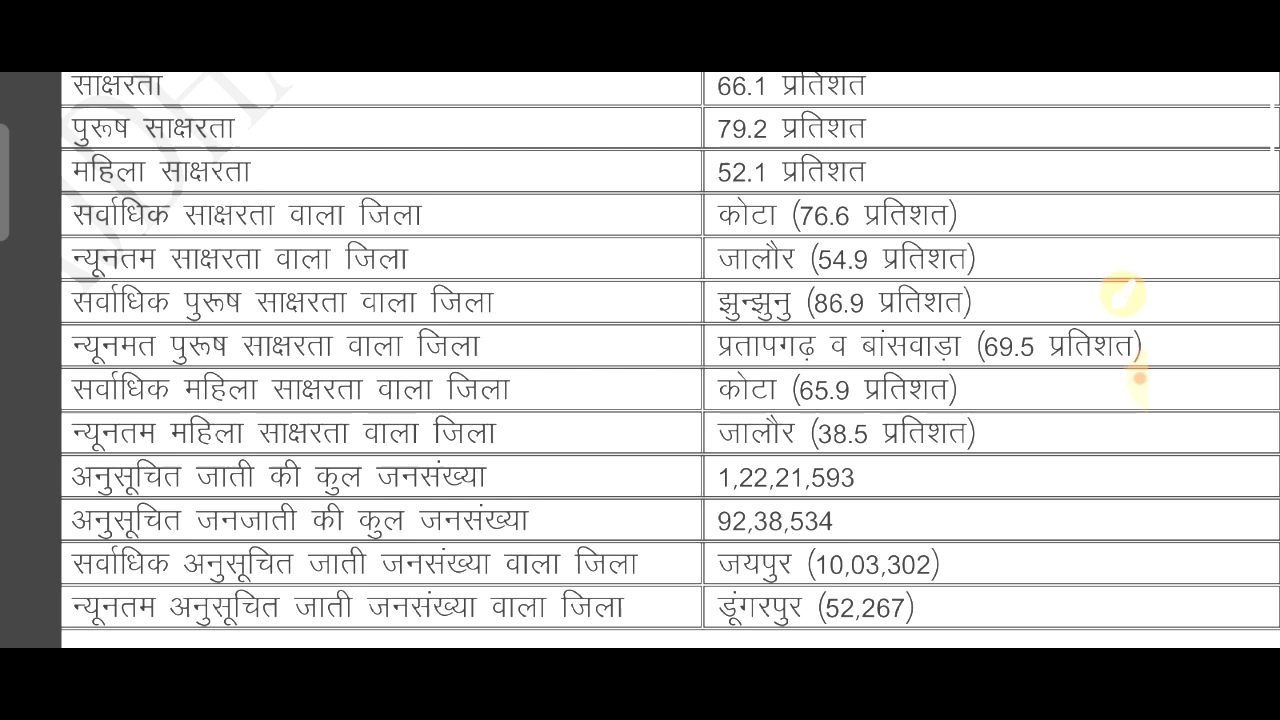 साक्षरता 66.1 प्रतिशत
पुरूष साक्षरता 79.2 प्रतिशत
महिला साक्षरता 52.1 प्रतिशत
सर्वाधिक साक्षरता वाला जिला कोटा (76.6 प्रतिशत)
न्यूनतम साक्षरता वाला जिला जालौर (54.9 प्रतिशत)
सर्वाधिक पुरूष साक्षरता वाला जिला झुन्झुनु (86.9 प्रतिशत)
न्यूनमत पुरूष साक्षरता वाला जिला प्रतापगढ़ व बांसवाड़ा (69.5 प्रतिशत)
सर्वाधिक महिला साक्षरता वाला जिला कोटा (65.9 प्रतिशत)
न्यूनतम महिला साक्षरता वाला जिला जालौर (38.5 प्रतिशत)
अनुसूचित जाती की कुल जनसंख्या 1,22,21,593
अनुसूचित जनजाती की कुल जनसंख्या 92,38,534
सर्वाधिक अनुसूचित जाती जनसंख्या वाला जिला जयपुर (10,03,302)
न्यूनतम अनुसूचित जाती जनसंख्या वाला जिला डूंगरपुर (52,267)